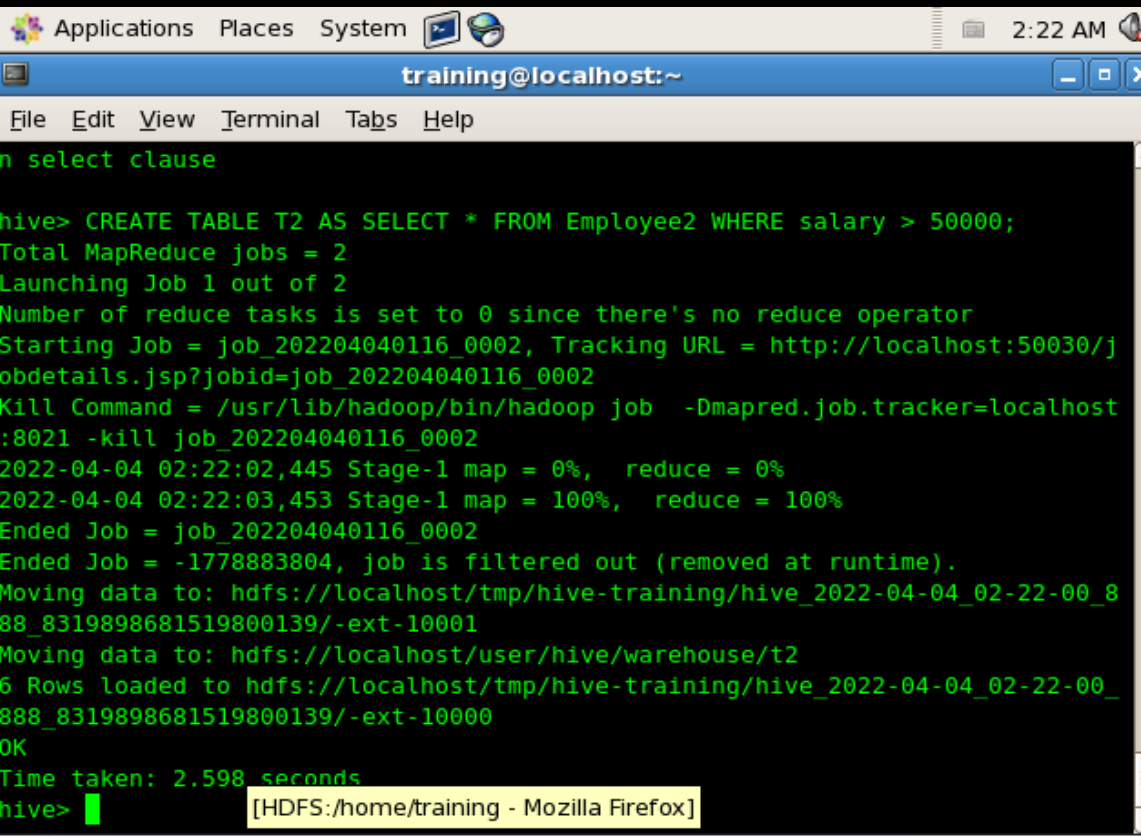 Applications Places System 2:22 AM
training@localhost:~
File Edit View Terminal Tabs Help
n select clause
hive> CREATE TABLE T2 AS SELECT * FROM Employee2 WHERE salary > 50000;
Total MapReduce jobs = 2
Launching Job 1 out of 2
Number of reduce tasks is set to 0 since there's no reduce operator
Starting Job = job_202204040116_0002, Tracking URL = http://localhost:50030/j
obdetails.jsp?jobid=job_202204040116_0002
Kill Command = /usr/lib/hadoop/bin/hadoop job  -Dmapred.job.tracker=localhost
:8021 -kill job_202204040116_0002
2022-04-04 02:22:02,445 Stage-1 map = 0%,  reduce = 0%
2022-04-04 02:22:03,453 Stage-1 map = 100%,  reduce = 100%
Ended Job = job_202204040116_0002
Ended Job = -1778883804, job is filtered out (removed at runtime).
Moving data to: hdfs://localhost/tmp/hive-training/hive_2022-04-04_02-22-00_8
88_8319898681519800139/-ext-10001
Moving data to: hdfs://localhost/user/hive/warehouse/t2
6 Rows loaded to hdfs://localhost/tmp/hive-training/hive_2022-04-04_02-22-00_
888_8319898681519800139/-ext-10000
OK
Time taken: 2.598 seconds
hive>
[HDFS:/home/training - Mozilla Firefox]